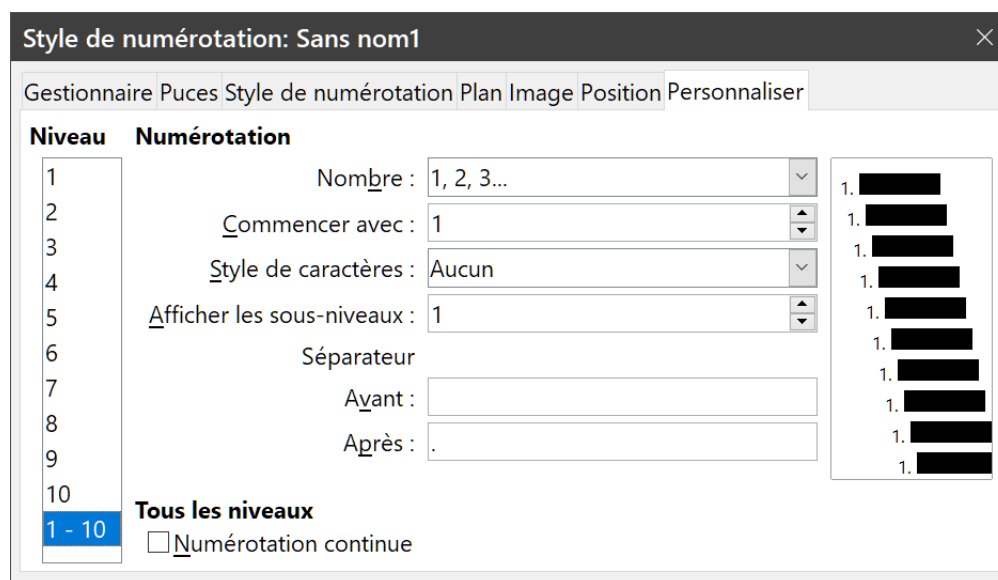 Style de numérotation: Sans nom1
Gestionnaire Puces Style de numérotation Plan Image Position Personnaliser
Niveau
1
2
3
4
5
6
7
8
9
10
1 - 10
Numérotation
Nombre : 1, 2, 3...
Commencer avec : 1
Style de caractères : Aucun
Afficher les sous-niveaux : 1
Séparateur
Avant :
Après : .
Tous les niveaux
Numérotation continue
1.
1.
1.
1.
1.
1.
1.
1.
1.
1.